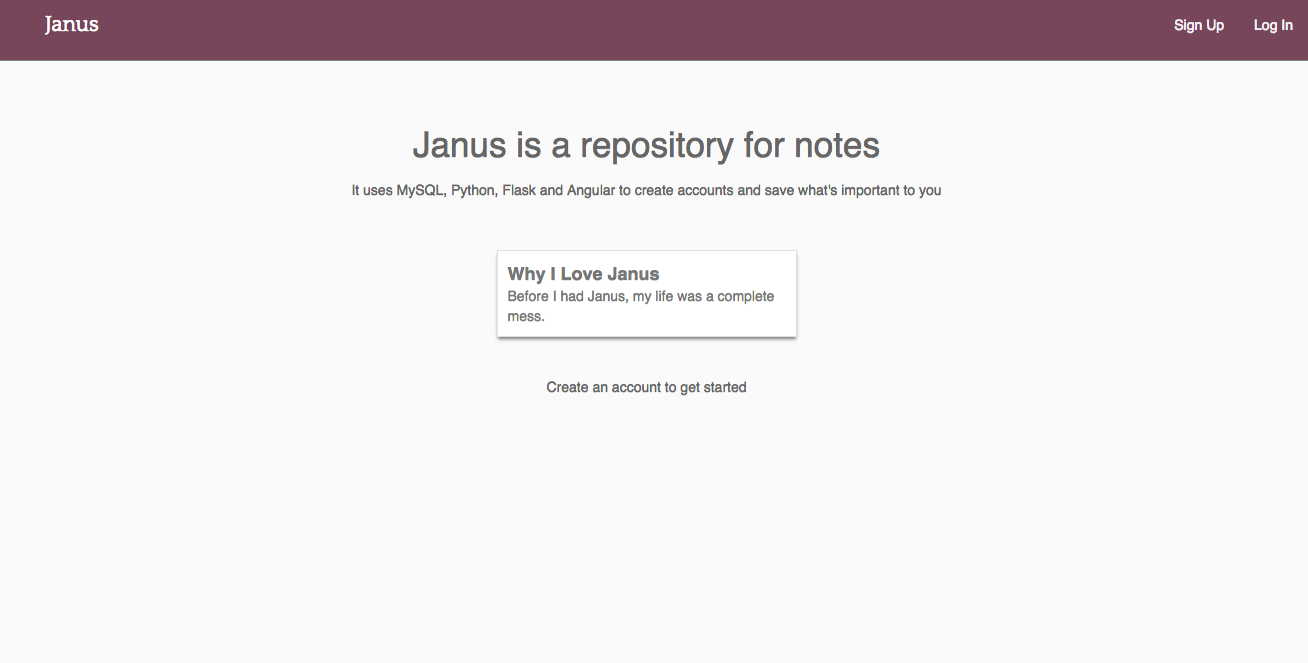 Janus
Sign Up
Log In
Janus is a repository for notes
It uses MySQL, Python, Flask and Angular to create accounts and save what's important to you
Why I Love Janus
Before I had Janus, my life was a complete
mess.
Create an account to get started